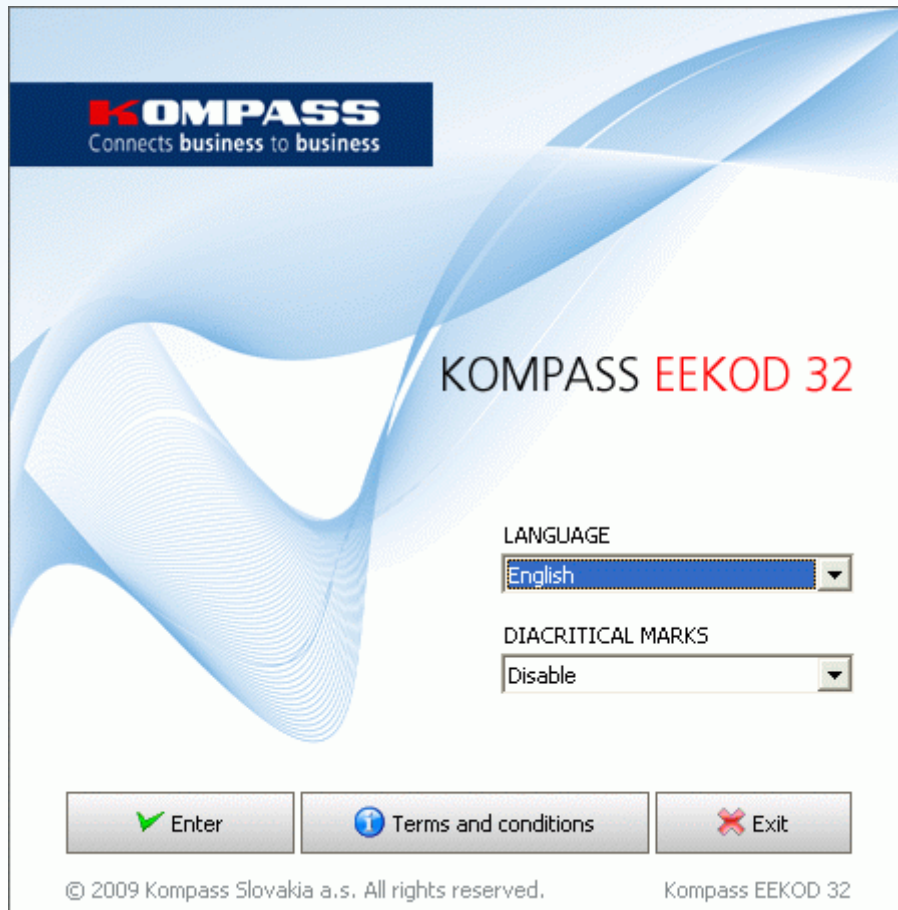 KOMPASS
Connects business to business
KOMPASS EEKOD 32
LANGUAGE
English
DIACRITICAL MARKS
Disable
Enter
Terms and conditions
Exit
© 2009 Kompass Slovakia a.s. All rights reserved.
Kompass EEKOD 32